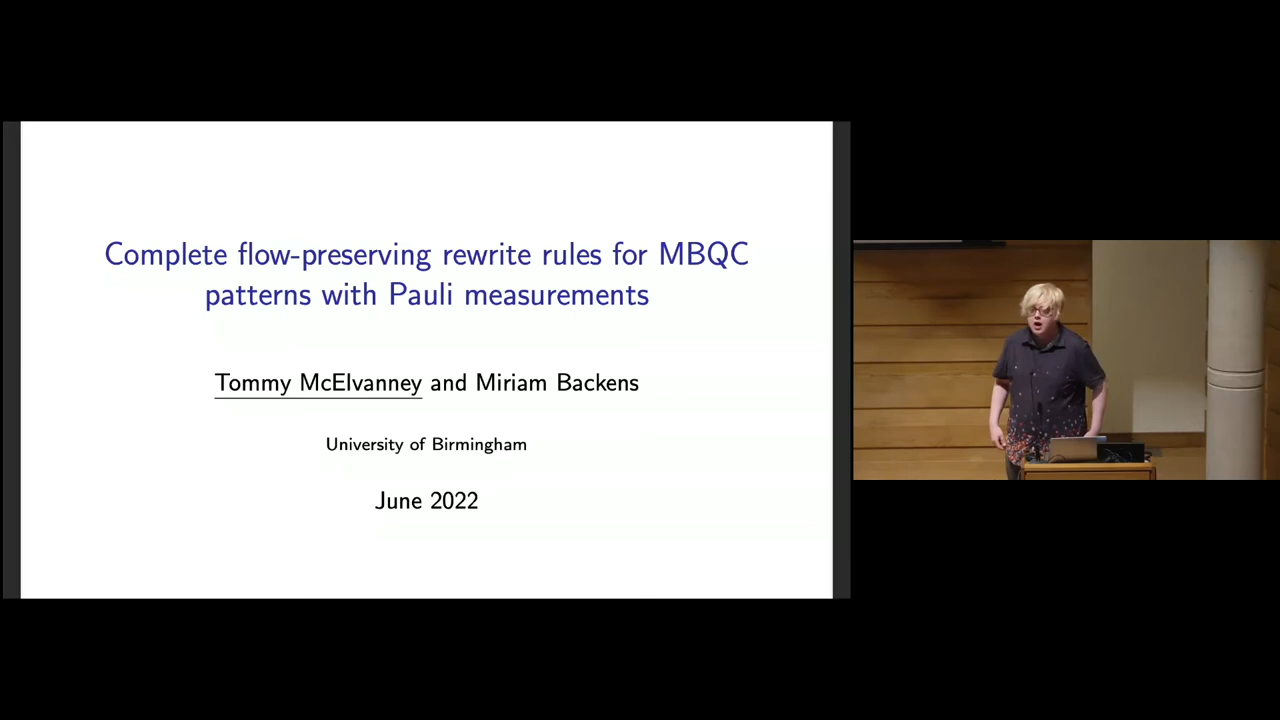 Complete flow-preserving rewrite rules for MBQC
patterns with Pauli measurements
Tommy McElvanney and Miriam Backens
University of Birmingham
June 2022